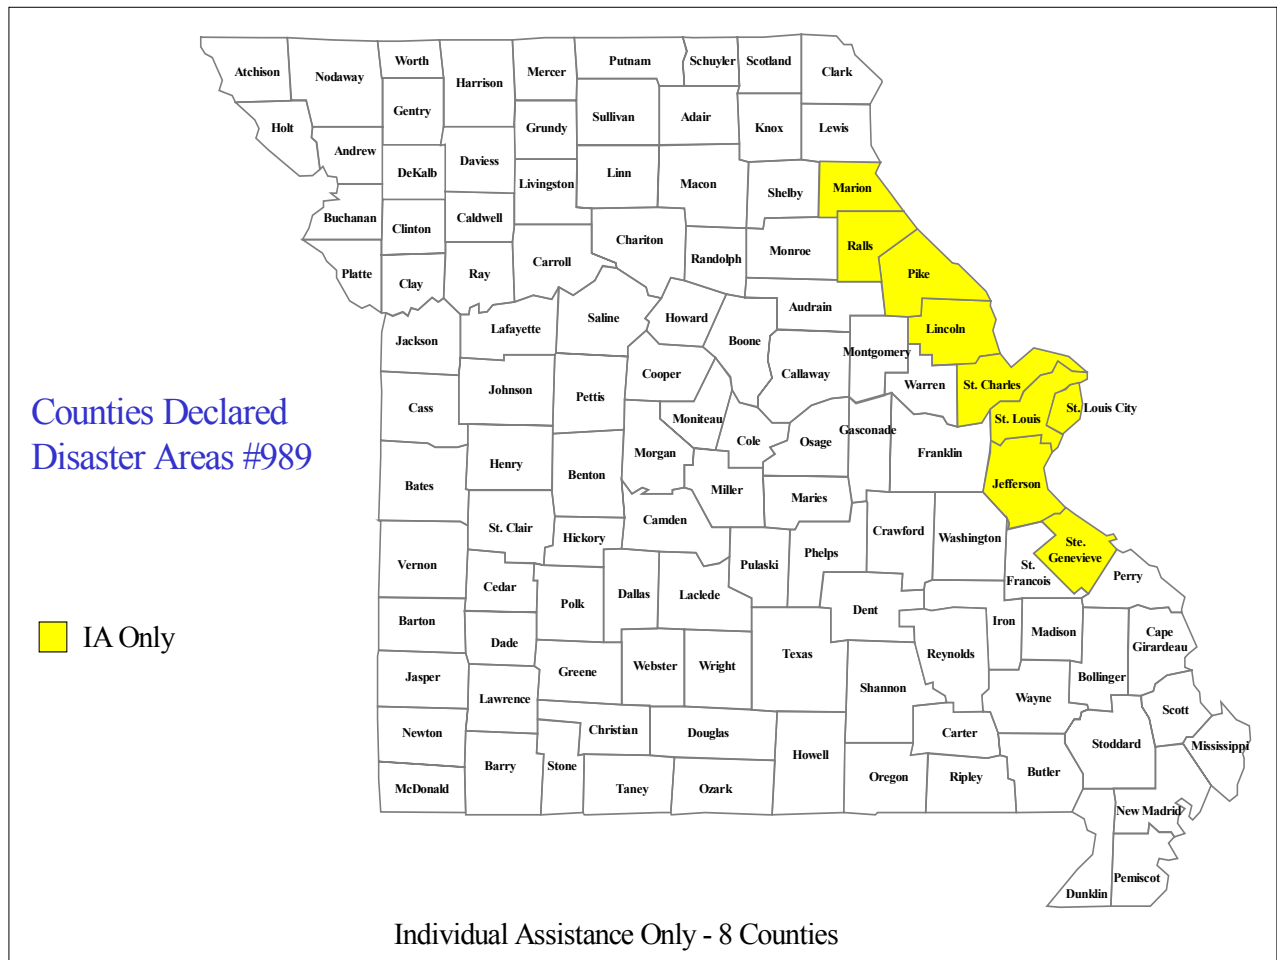 Worth
Putnam
Schuyler
Scotland
Atchison
Nodaway
Harrison
Mercer
Clark
Gentry
Sullivan
Adair
Holt
Grundy
Knox
Lewis
Andrew
Daviess
DeKalb
Linn
Livingston
Macon
Shelby
Marion
Buchanan
Clinton
Caldwell
Chariton
Randolph
Monroe
Ralls
Platte
Clay
Ray
Carroll
Pike
Audrain
Saline
Howard
Lafayette
Boone
Lincoln
Jackson
Montgomery
Cooper
Callaway
Warren
St. Charles
Johnson
Pettis
Cass
Moniteau
St. Louis
St. Louis City
Counties Declared
Disaster Areas #989
Cole
Osage
Gasconade
Morgan
Franklin
Henry
Benton
Bates
Miller
Maries
Jefferson
St. Clair
Camden
Hickory
Crawford
Washington
Ste.
Genevieve
Vernon
Pulaski
Phelps
St.
Francois
Perry
Cedar
Polk
Dallas
Laclede
Dent
Barton
Iron
Madison
Cape
Girardeau
IA Only
Dade
Texas
Reynolds
Greene
Webster
Wright
Jasper
Bollinger
Lawrence
Shannon
Wayne
Scott
Newton
Christian
Douglas
Carter
Stoddard
Mississippi
Howell
Barry
Stone
Oregon
Ripley
Butler
McDonald
Taney
Ozark
New Madrid
Pemiscot
Dunklin
Individual Assistance Only - 8 Counties